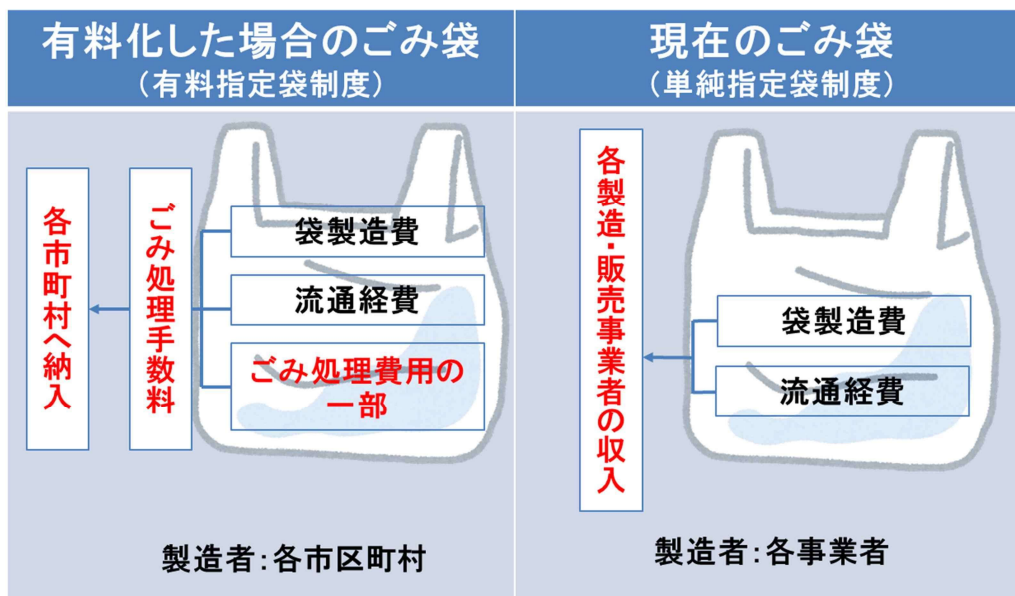 有料化した場合のごみ袋
（有料指定袋制度）
各市町村へ納入
ごみ処理手数料
袋製造費
流通経費
ごみ処理費用の
一部
製造者：各市区町村
現在のごみ袋
（単純指定袋制度）
各製造・販売事業者の収入
袋製造費
流通経費
製造者：各事業者